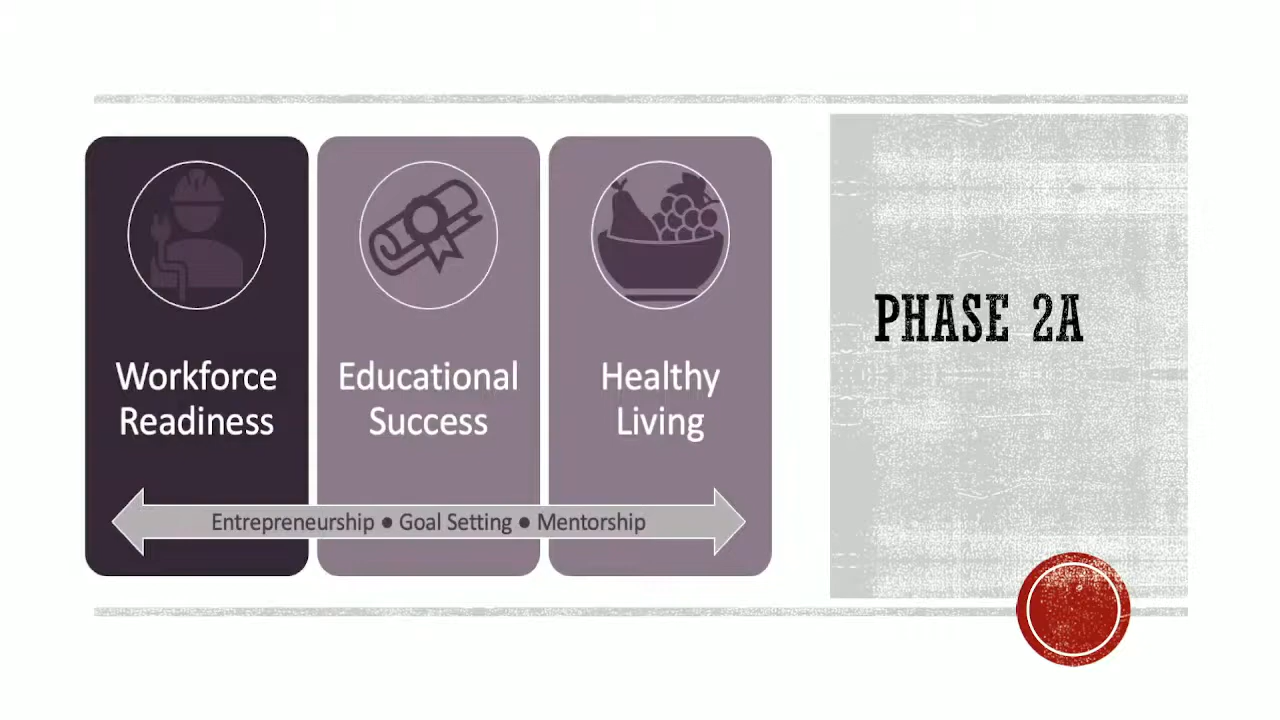 Workforce
Readiness
Educational
Success
Healthy
Living
Entrepreneurship ● Goal Setting ● Mentorship
PHASE 2A